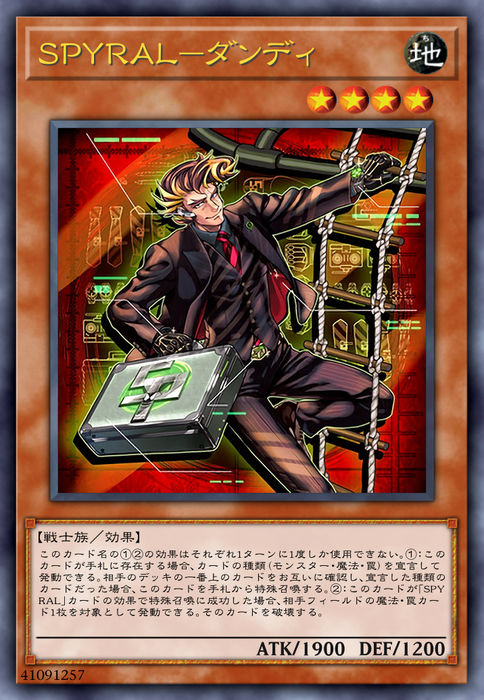 SPYRAL－ダンディ
ち
地
【戦士族／効果】
このカード名の①②の効果はそれぞれ1ターンに1度しか使用できない。①：この
カードが手札に存在する場合、カードの種類（モンスター・魔法・罠）を宣言して
発動できる。相手のデッキの一番上のカードをお互いに確認し、宣言した種類の
カードだった場合、このカードを手札から特殊召喚する。②：このカードが「SPY
RAL」カードの効果で特殊召喚に成功した場合、相手フィールドの魔法・罠カー
ド1枚を対象として発動できる。そのカードを破壊する。
ATK/1900 DEF/1200
41091257